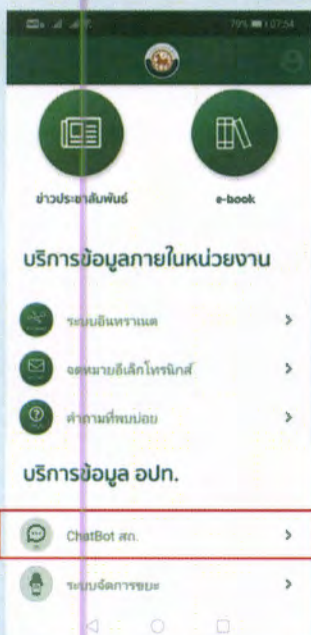 79% 07:54
ข่าวประชาสัมพันธ์
e-book
บริการข้อมูลภายในหน่วยงาน
ระบบอินทราเนต
จดหมายอีเล็กโทรนิกส์
คำถามที่พบบ่อย
บริการข้อมูล อปท.
ChatBot สถ.
ระบบจัดการขยะ